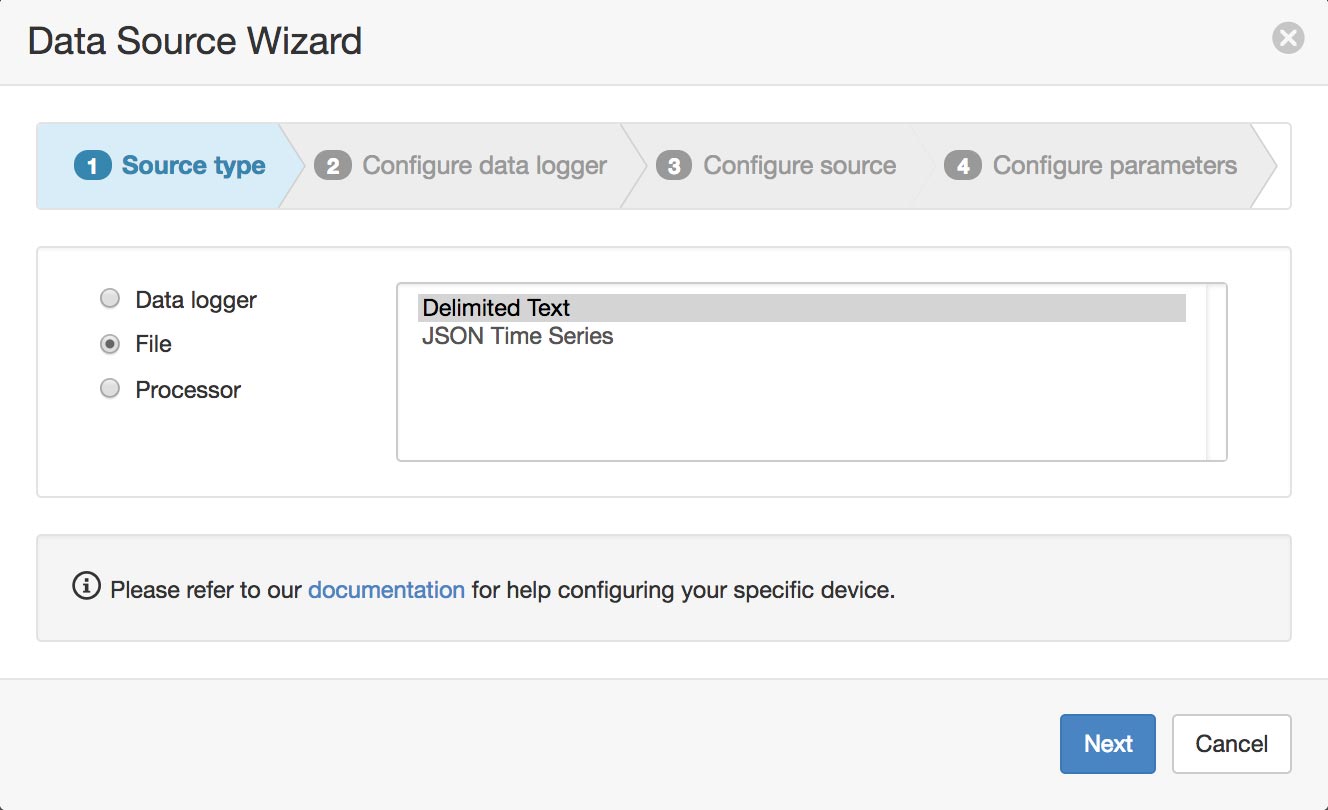 Data Source Wizard
1 Source type 2 Configure data logger 3 Configure source 4 Configure parameters
Data logger
File
Processor
Delimited Text
JSON Time Series
Please refer to our documentation for help configuring your specific device.
Next Cancel